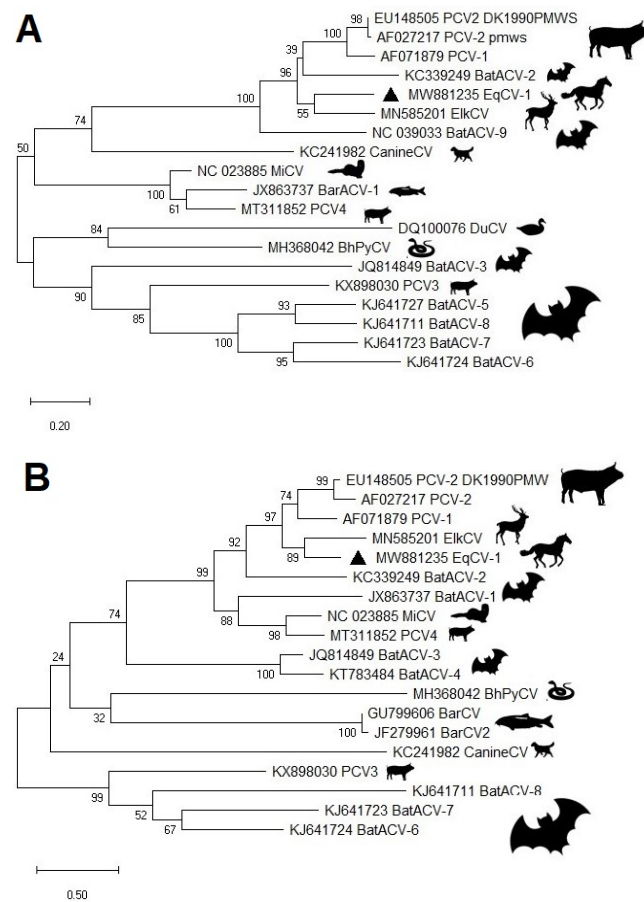 A
98
EU148505 PCV2 DK1990PMWS
AF027217 PCV-2 pmws
100
AF071879 PCV-1
39
KC339249 BatACV-2
96
MW881235 EqCV-1
55
MN585201 ElkCV
100
NC 039033 BatACV-9
74
KC241982 CanineCV
50
NC 023885 MiCV
100
JX863737 BarACV-1
61
MT311852 PCV4
DQ100076 DuCV
84
MH368042 BhPyCV
JQ814849 BatACV-3
90
KX898030 PCV3
85
93
KJ641727 BatACV-5
KJ641711 BatACV-8
100
KJ641723 BatACV-7
95
KJ641724 BatACV-6
0.20
B
99
EU148505 PCV-2 DK1990PMW
74
AF027217 PCV-2
97
AF071879 PCV-1
MN585201 ElkCV
92
89
MW881235 EqCV-1
99
KC339249 BatACV-2
JX863737 BatACV-1
74
88
NC 023885 MiCV
98
MT311852 PCV4
JQ814849 BatACV-3
100
KT783484 BatACV-4
24
MH368042 BhPyCV
32
GU799606 BarCV
100
JF279961 BarCV2
KC241982 CanineCV
KX898030 PCV3
99
KJ641711 BatACV-8
52
KJ641723 BatACV-7
67
KJ641724 BatACV-6
0.50